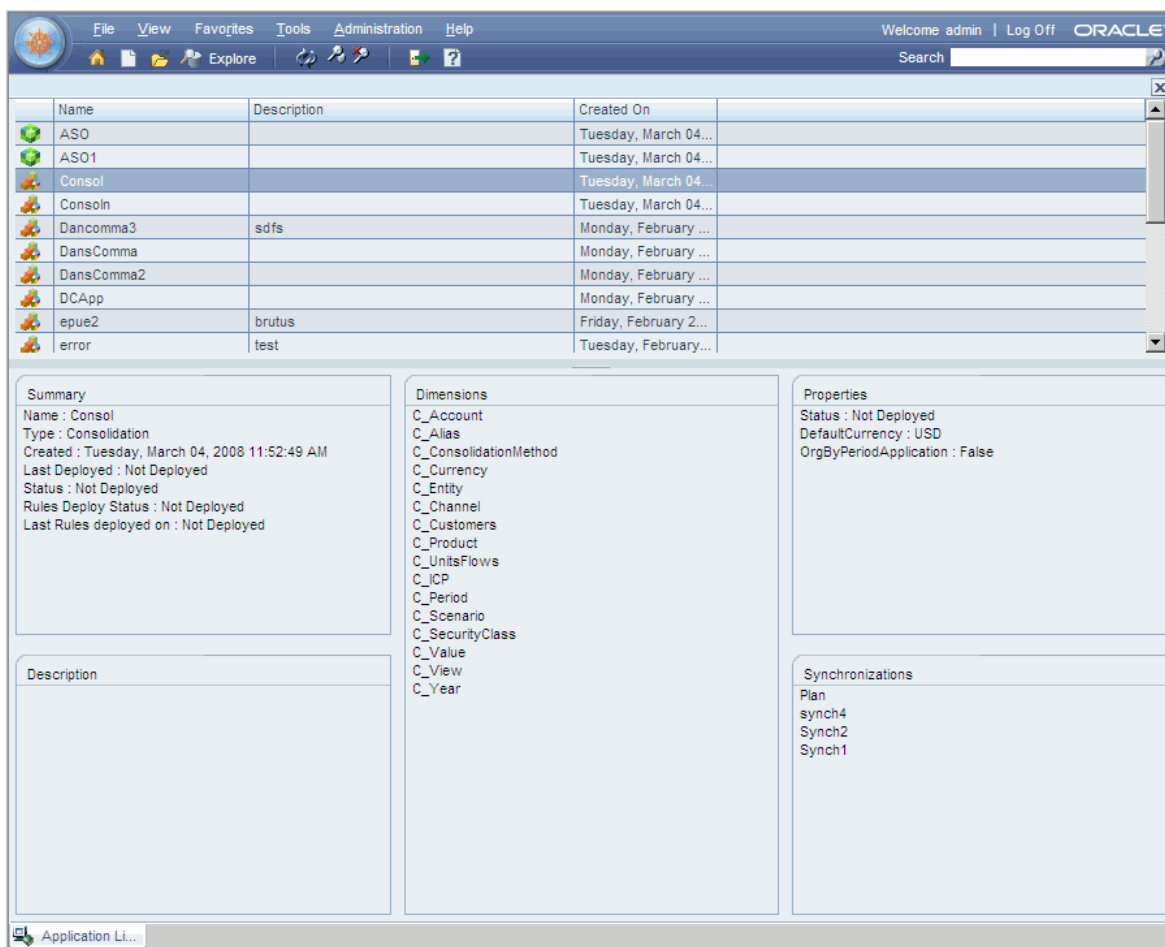 File View Favorites Tools Administration Help
Welcome admin | Log Off ORACLE
Explore
Search
Name Description Created On
ASO Tuesday, March 04...
ASO1 Tuesday, March 04...
Consol Tuesday, March 04...
Consoln Tuesday, March 04...
Dancomma3 sdfs Monday, February ...
DansComma Monday, February ...
DansComma2 Monday, February ...
DCApp Monday, February ...
epue2 brutus Friday, February 2...
error test Tuesday, February...
Summary
Name : Consol
Type : Consolidation
Created : Tuesday, March 04, 2008 11:52:49 AM
Last Deployed : Not Deployed
Status : Not Deployed
Rules Deploy Status : Not Deployed
Last Rules deployed on : Not Deployed
Description
Dimensions
C_Account
C_Alias
C_ConsolidationMethod
C_Currency
C_Entity
C_Channel
C_Customers
C_Product
C_UnitsFlows
C_ICP
C_Period
C_Scenario
C_SecurityClass
C_Value
C_View
C_Year
Properties
Status : Not Deployed
DefaultCurrency : USD
OrgByPeriodApplication : False
Synchronizations
Plan
synch4
Synch2
Synch1
Application Li...